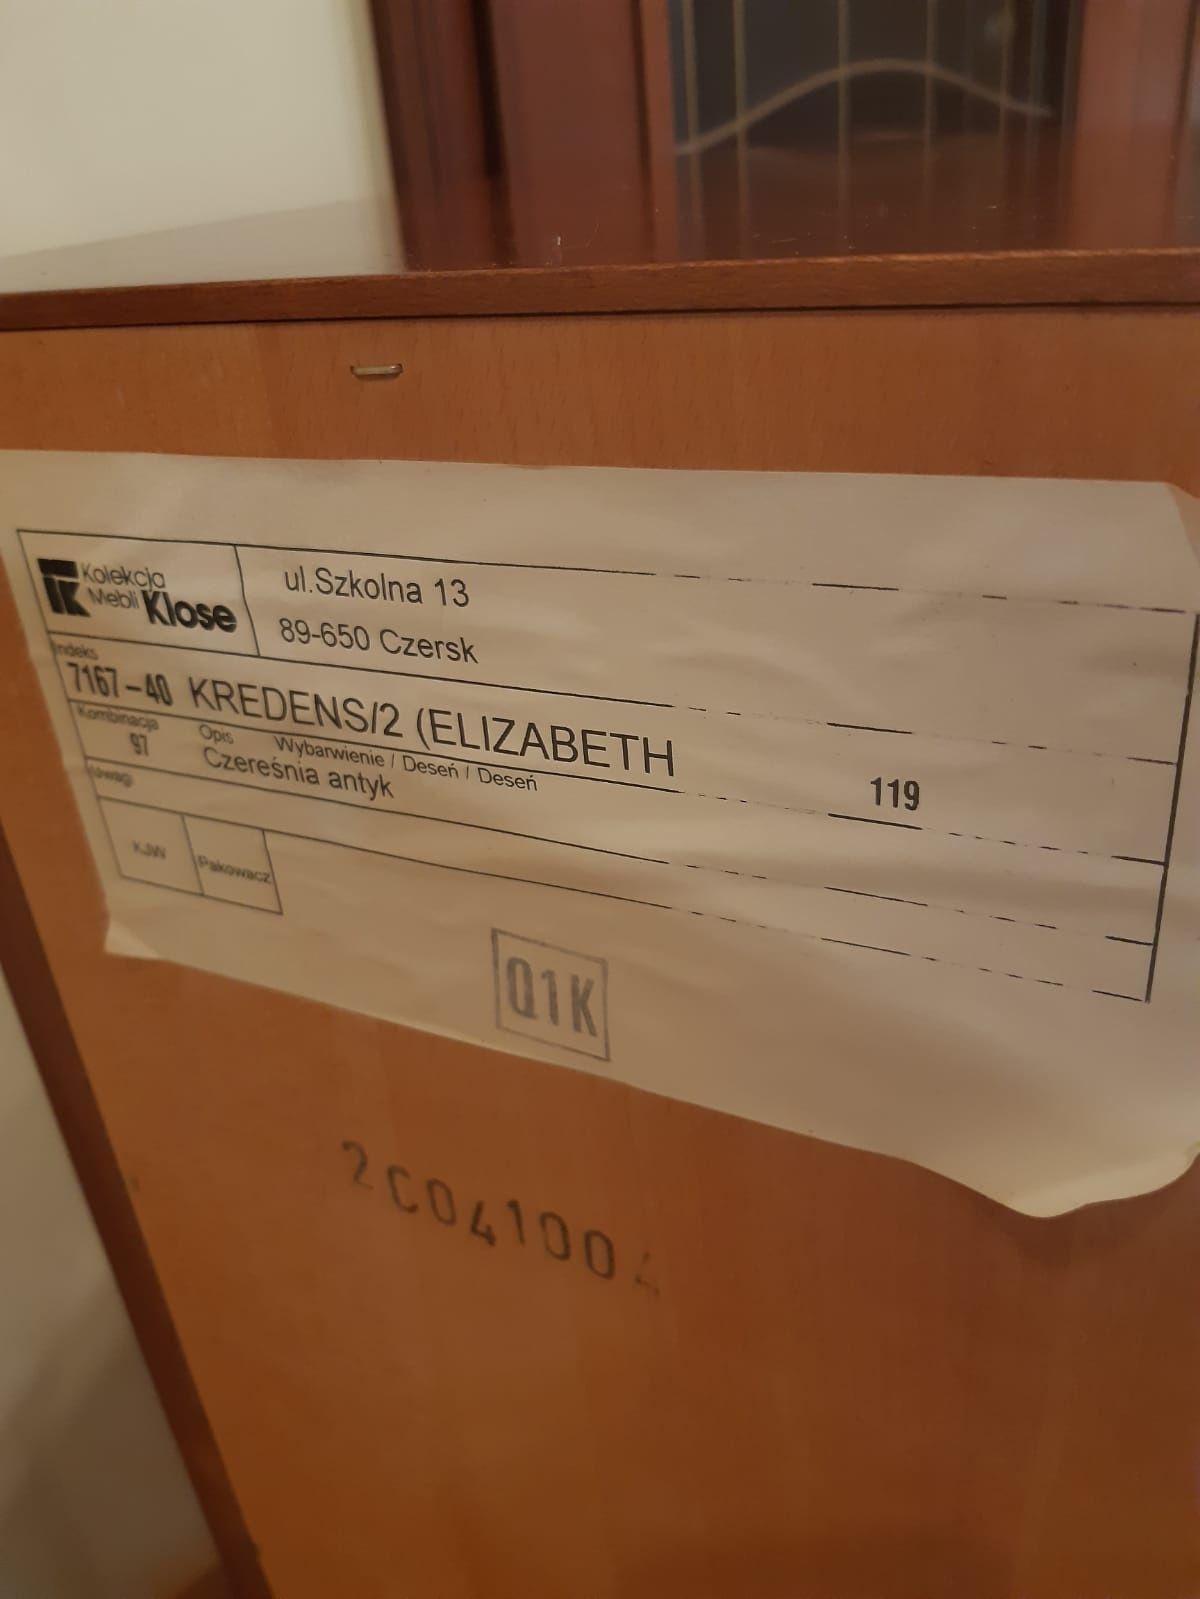 Kolekcja
Mebli Klose
ul.Szkolna 13
89-650 Czersk
Indeks
7167-40 KREDENS/2 (ELIZABETH
119
Kombinacja Opis Wybarwienie / Deseń / Deseń
97 Czereśnia antyk
Uwagi
KJW Pakowacz
Q1K
2C04100